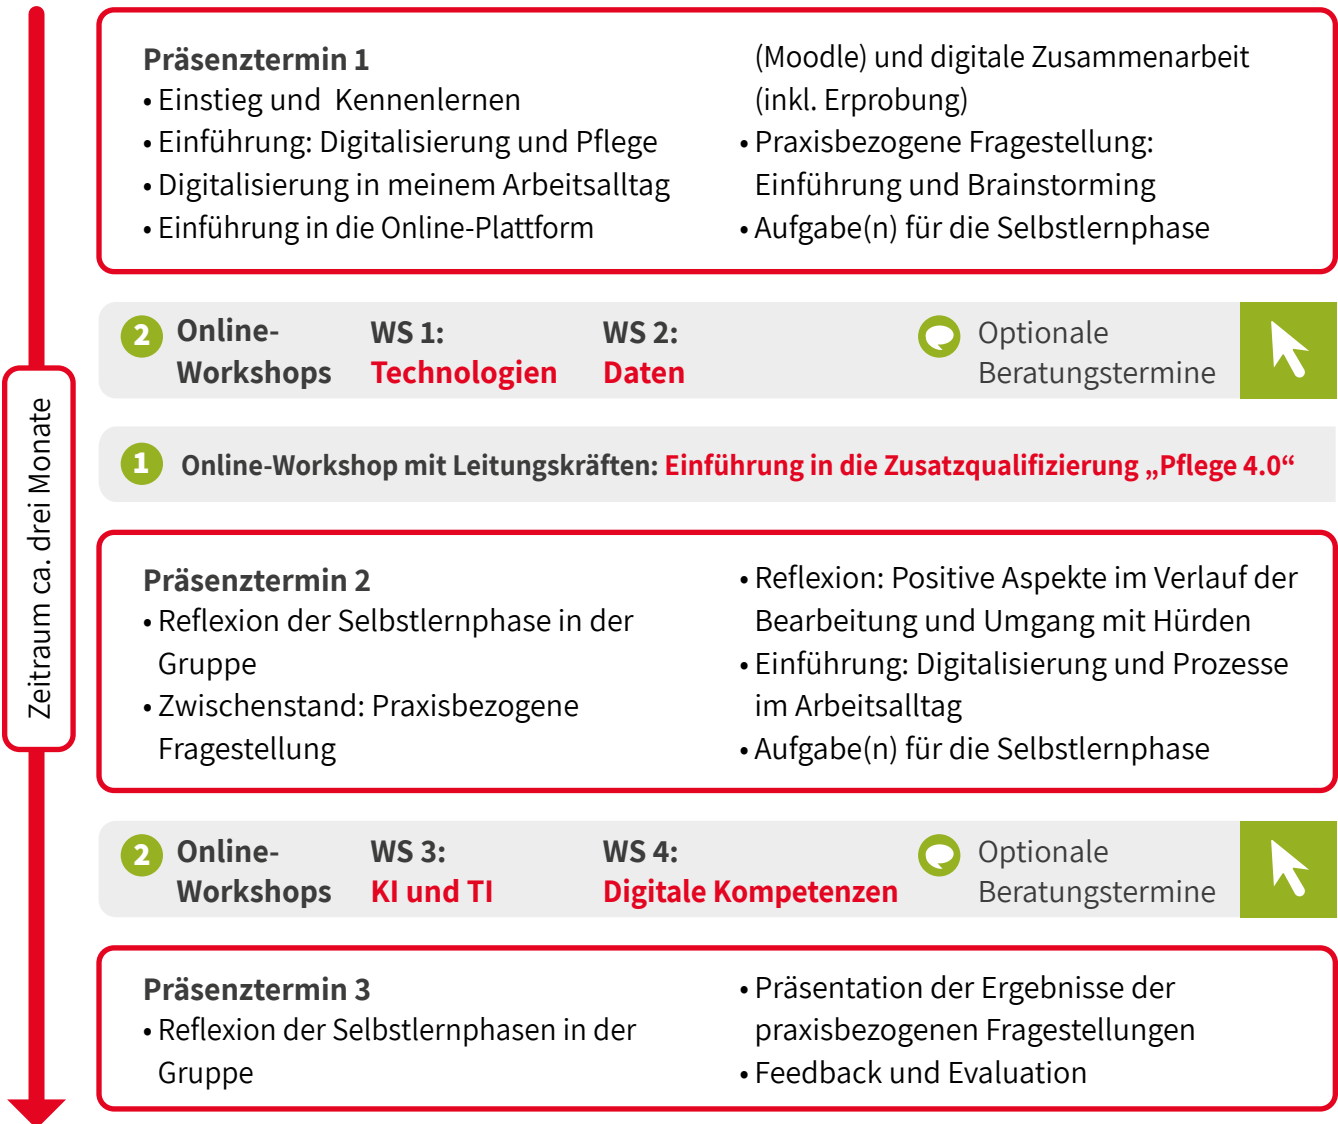 Zeitraum ca. drei Monate
Präsenztermin 1
• Einstieg und Kennenlernen
• Einführung: Digitalisierung und Pflege
• Digitalisierung in meinem Arbeitsalltag
• Einführung in die Online-Plattform
(Moodle) und digitale Zusammenarbeit
(inkl. Erprobung)
• Praxisbezogene Fragestellung:
Einführung und Brainstorming
• Aufgabe(n) für die Selbstlernphase
2 Online-
Workshops
WS 1:
Technologien
WS 2:
Daten
Optionale
Beratungstermine
1 Online-Workshop mit Leitungskräften: Einführung in die Zusatzqualifizierung „Pflege 4.0“
Präsenztermin 2
• Reflexion der Selbstlernphase in der
Gruppe
• Zwischenstand: Praxisbezogene
Fragestellung
• Reflexion: Positive Aspekte im Verlauf der
Bearbeitung und Umgang mit Hürden
• Einführung: Digitalisierung und Prozesse
im Arbeitsalltag
• Aufgabe(n) für die Selbstlernphase
2 Online-
Workshops
WS 3:
KI und TI
WS 4:
Digitale Kompetenzen
Optionale
Beratungstermine
Präsenztermin 3
• Reflexion der Selbstlernphasen in der
Gruppe
• Präsentation der Ergebnisse der
praxisbezogenen Fragestellungen
• Feedback und Evaluation